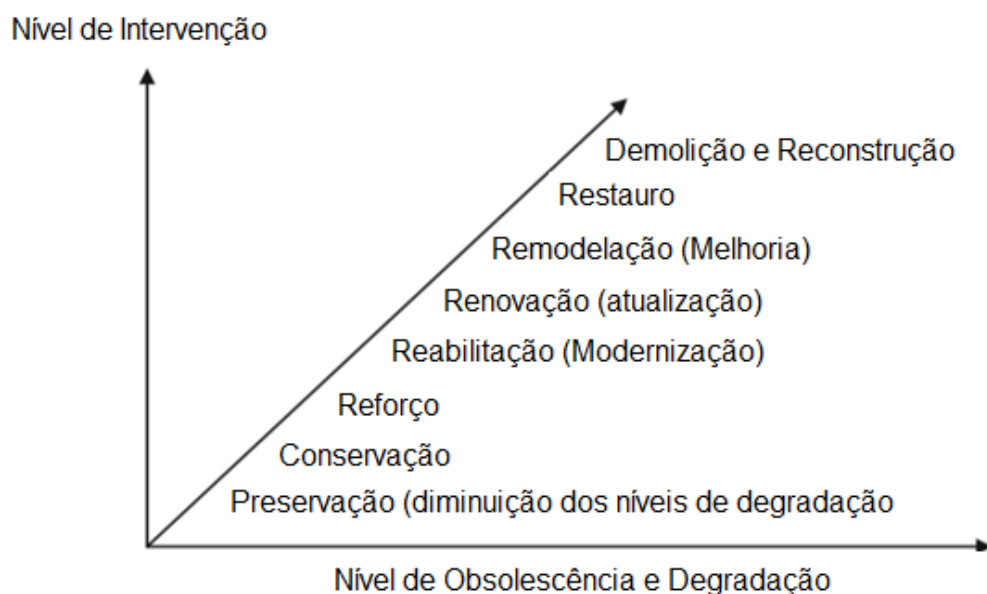 Nível de Intervenção
Demolição e Reconstrução
Restauro
Remodelação (Melhoria)
Renovação (atualização)
Reabilitação (Modernização)
Reforço
Conservação
Preservação (diminuição dos níveis de degradação
Nível de Obsolescência e Degradação